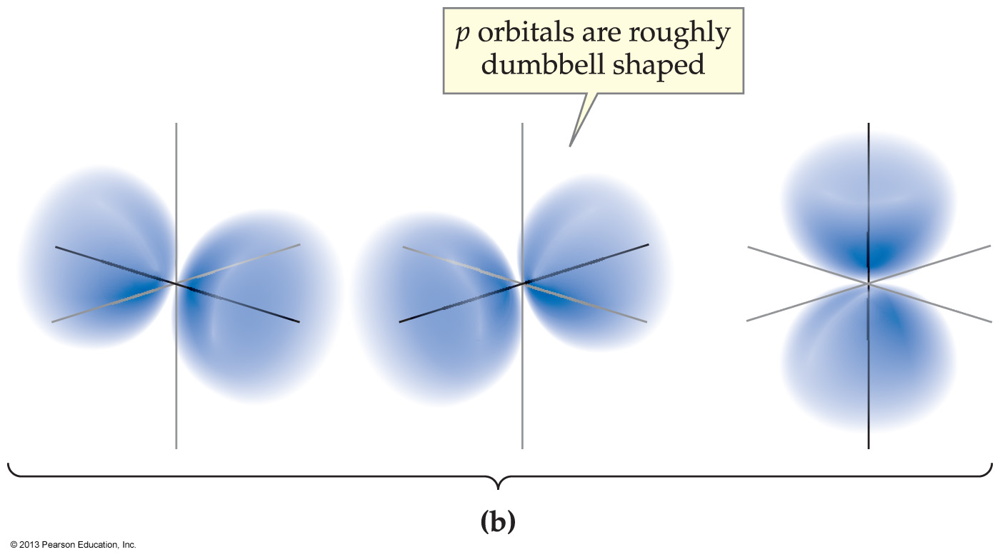 p orbitals are roughly
dumbbell shaped
(b)
© 2013 Pearson Education, Inc.